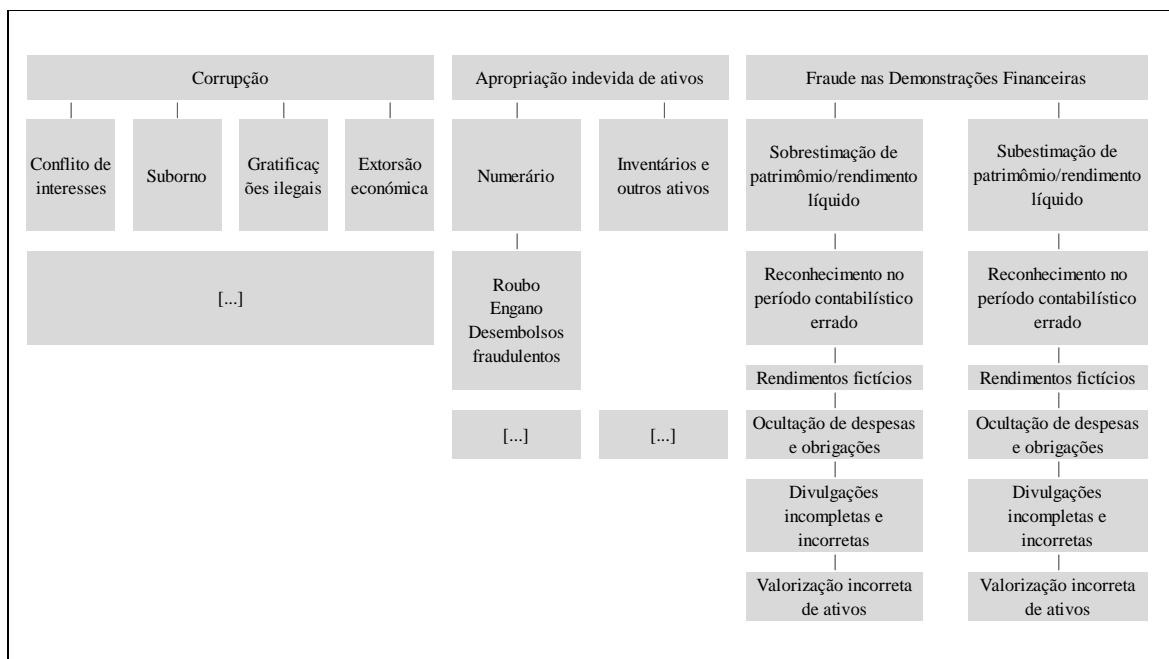 Corrupção
Apropriação indevida de ativos
Fraude nas Demonstrações Financeiras
Conflito de
interesses
Suborno
Gratificaç
ões ilegais
Extorsão
económica
Numerário
Inventários e
outros ativos
Sobrestimação de
patrimômio/rendimento
líquido
Subestimação de
patrimômio/rendimento
líquido
[...]
Roubo
Engano
Desembolsos
fraudulentos
Reconhecimento no
período contabilístico
errado
Reconhecimento no
período contabilístico
errado
Rendimentos fictícios
Rendimentos fictícios
[...]
[...]
Ocultação de despesas
e obrigações
Ocultação de despesas
e obrigações
Divulgações
incompletas e
incorretas
Divulgações
incompletas e
incorretas
Valorização incorreta
de ativos
Valorização incorreta
de ativos